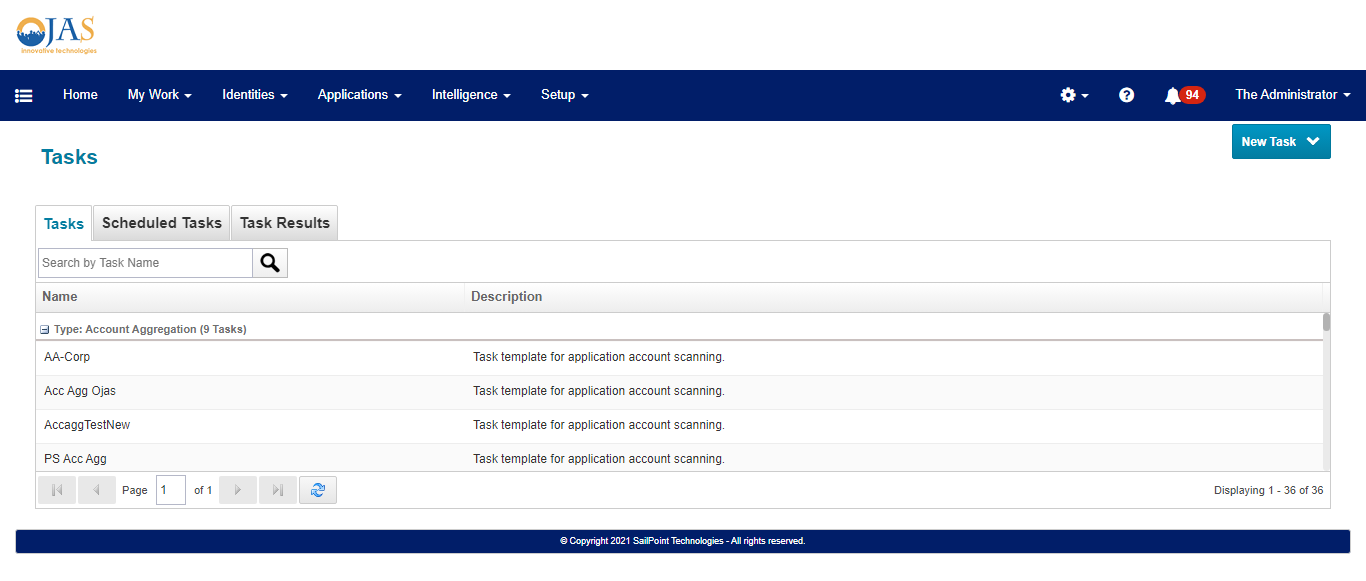 OJAS
innovative technologies
Home My Work Identities Applications Intelligence Setup 94 The Administrator
New Task
Tasks
Tasks Scheduled Tasks Task Results
Search by Task Name
Name Description
Type: Account Aggregation (9 Tasks)
AA-Corp Task template for application account scanning.
Acc Agg Ojas Task template for application account scanning.
AccaggTestNew Task template for application account scanning.
PS Acc Agg Task template for application account scanning.
Page 1 of 1 Displaying 1 - 36 of 36
© Copyright 2021 SailPoint Technologies - All rights reserved.